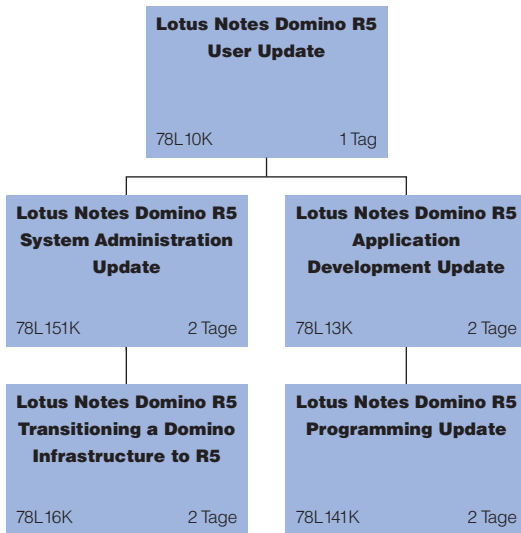 Lotus Notes Domino R5
User Update
78L10K 1 Tag
Lotus Notes Domino R5
System Administration
Update
78L151K 2 Tage
Lotus Notes Domino R5
Application
Development Update
78L13K 2 Tage
Lotus Notes Domino R5
Transitioning a Domino
Infrastructure to R5
78L16K 2 Tage
Lotus Notes Domino R5
Programming Update
78L141K 2 Tage